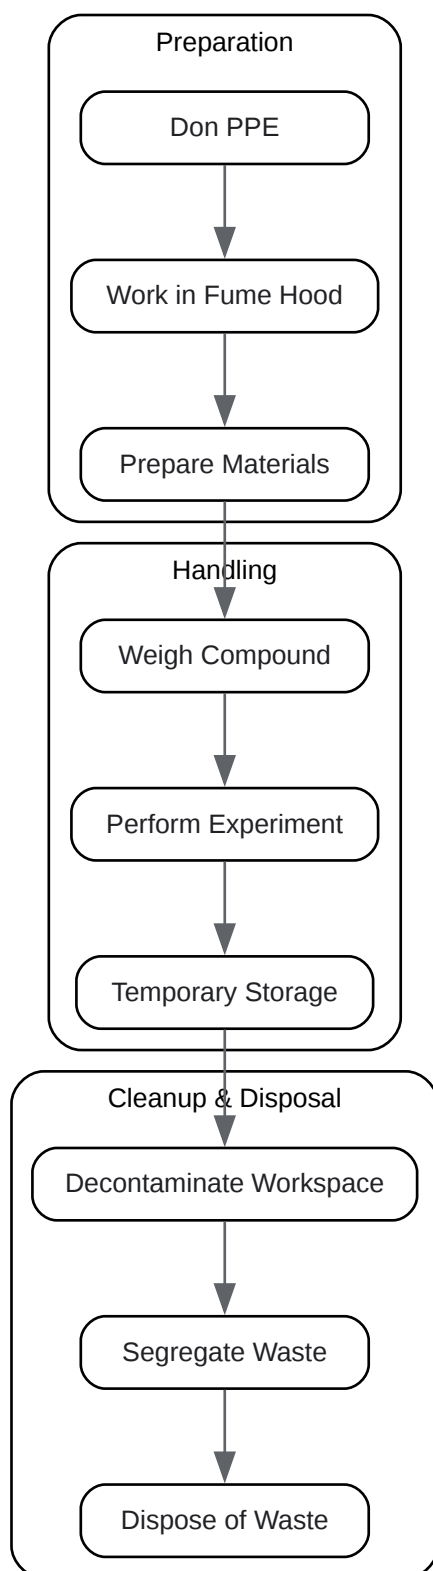 Preparation
Don PPE
Work in Fume Hood
Prepare Materials
Handling
Weigh Compound
Perform Experiment
Temporary Storage
Cleanup & Disposal
Decontaminate Workspace
Segregate Waste
Dispose of Waste